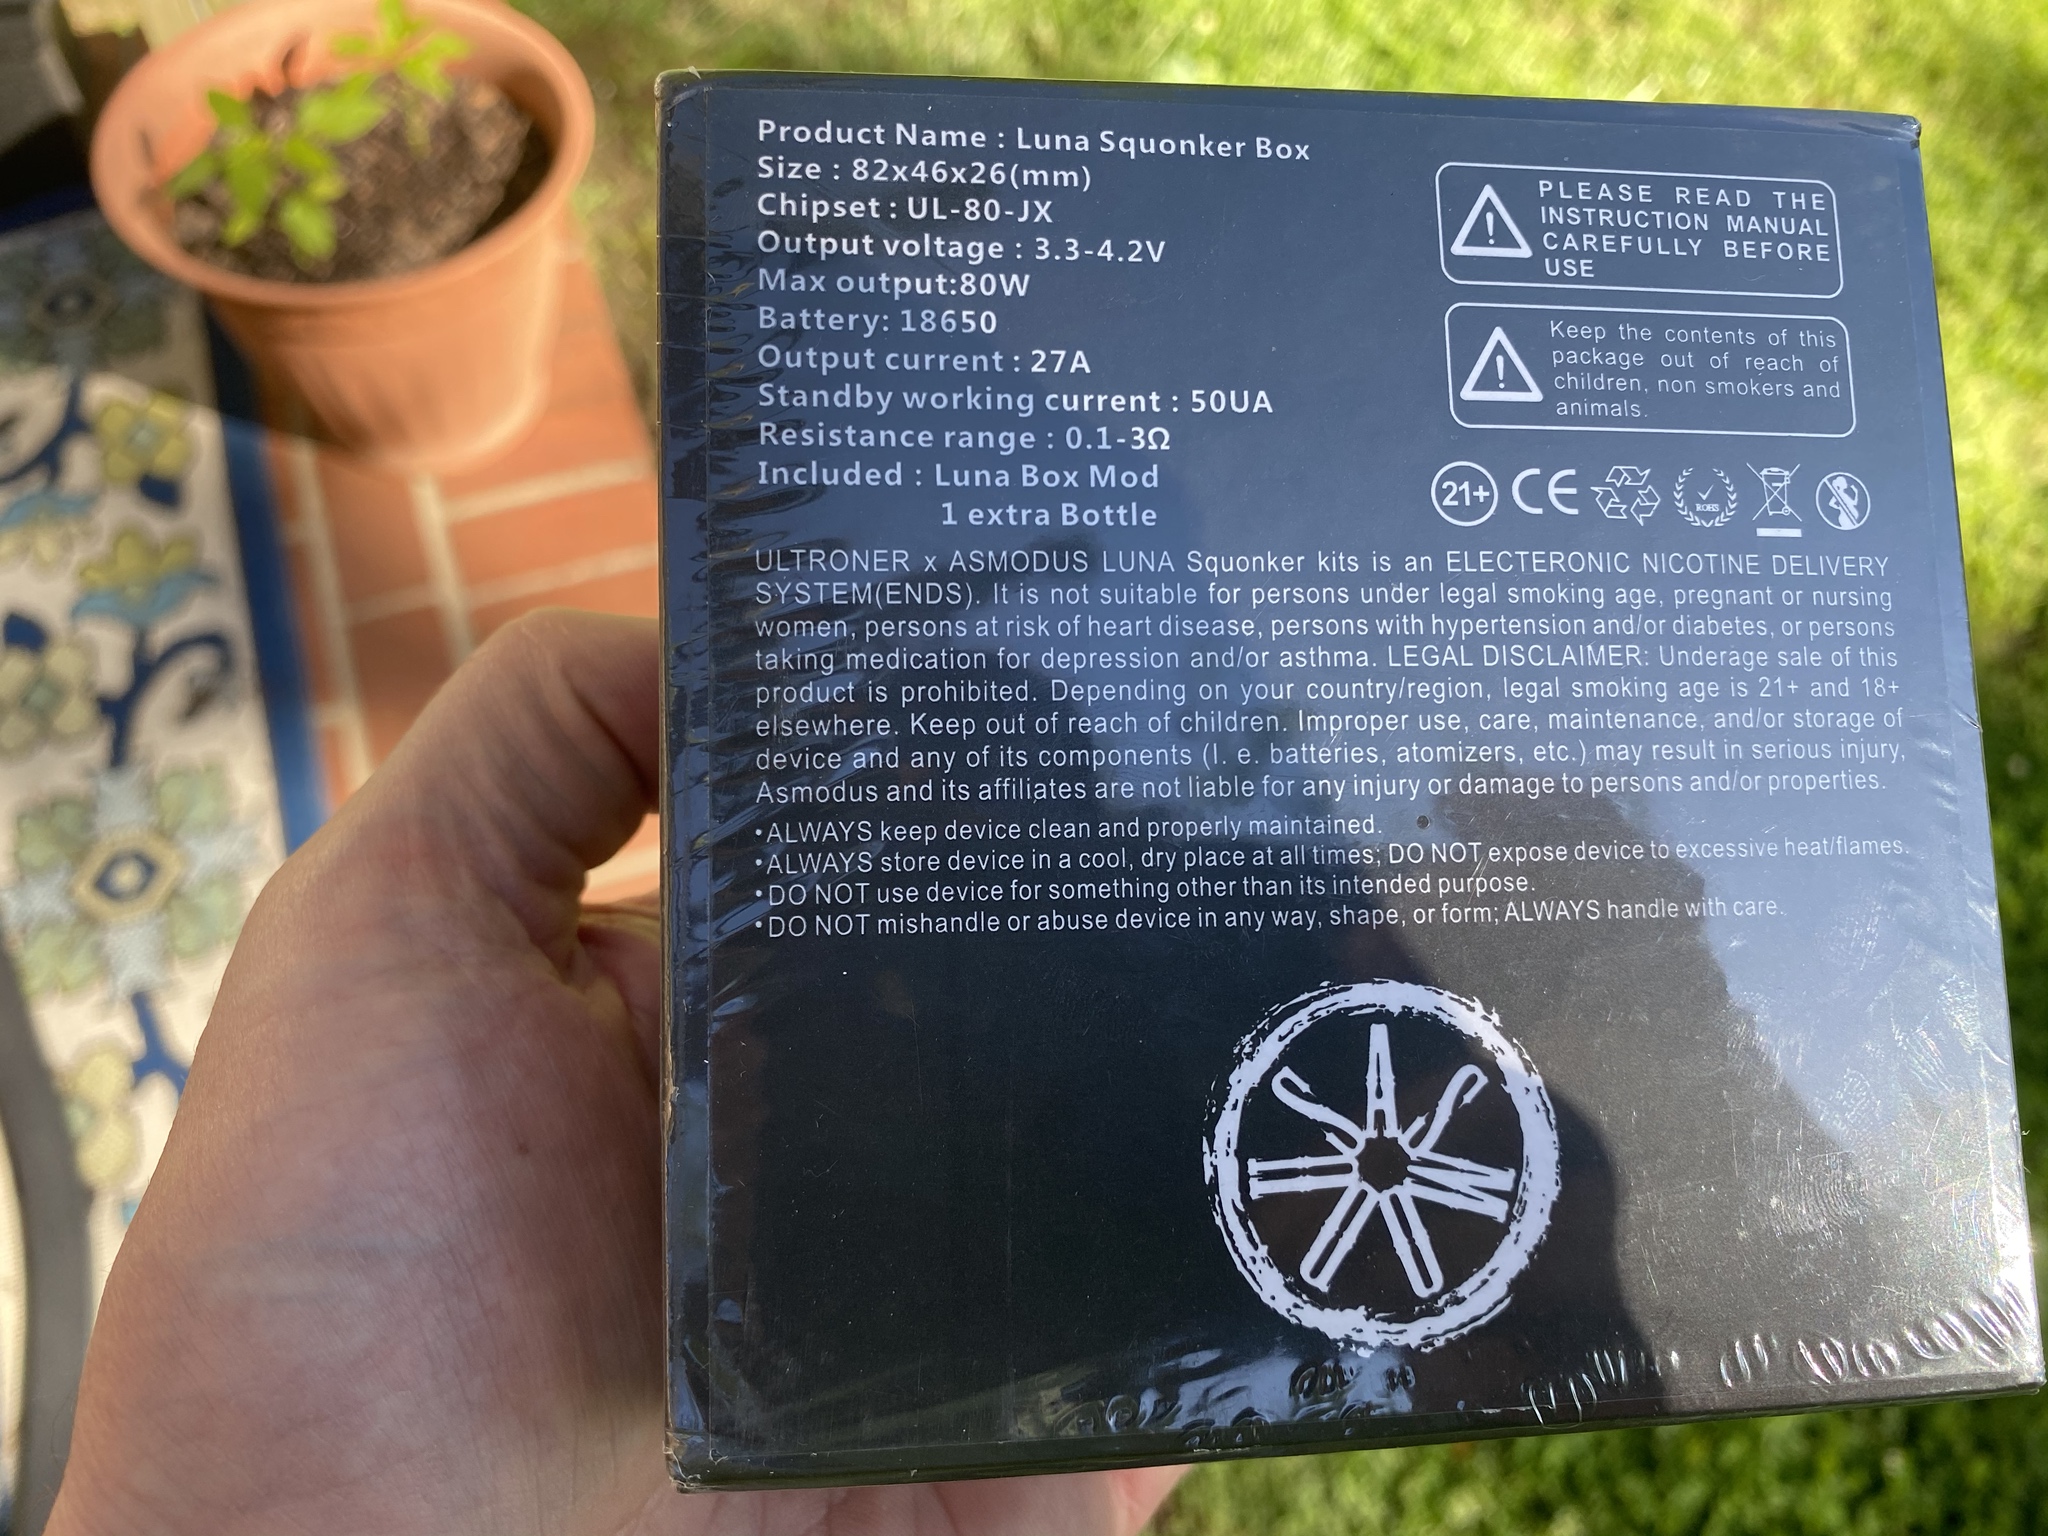 Product Name : Luna Squonker Box
Size : 82x46x26(mm)
Chipset : UL-80-JX
Output voltage : 3.3-4.2V
Max output:80W
Battery: 18650
Output current : 27A
Standby working current : 50UA
Resistance range : 0.1-3Ω
Included : Luna Box Mod
1 extra Bottle
PLEASE READ THE
INSTRUCTION MANUAL
CAREFULLY BEFORE
USE
Keep the contents of this
package out of reach of
children, non smokers and
animals.
21+ CE ROHS
ULTRONER x ASMODUS LUNA Squonker kits is an ELECTERONIC NICOTINE DELIVERY
SYSTEM(ENDS). It is not suitable for persons under legal smoking age, pregnant or nursing
women, persons at risk of heart disease, persons with hypertension and/or diabetes, or persons
taking medication for depression and/or asthma. LEGAL DISCLAIMER: Underage sale of this
product is prohibited. Depending on your country/region, legal smoking age is 21+ and 18+
elsewhere. Keep out of reach of children. Improper use, care, maintenance, and/or storage of
device and any of its components (I. e. batteries, atomizers, etc.) may result in serious injury,
Asmodus and its affiliates are not liable for any injury or damage to persons and/or properties.
•ALWAYS keep device clean and properly maintained.
•ALWAYS store device in a cool, dry place at all times; DO NOT expose device to excessive heat/flames.
•DO NOT use device for something other than its intended purpose.
•DO NOT mishandle or abuse device in any way, shape, or form; ALWAYS handle with care.